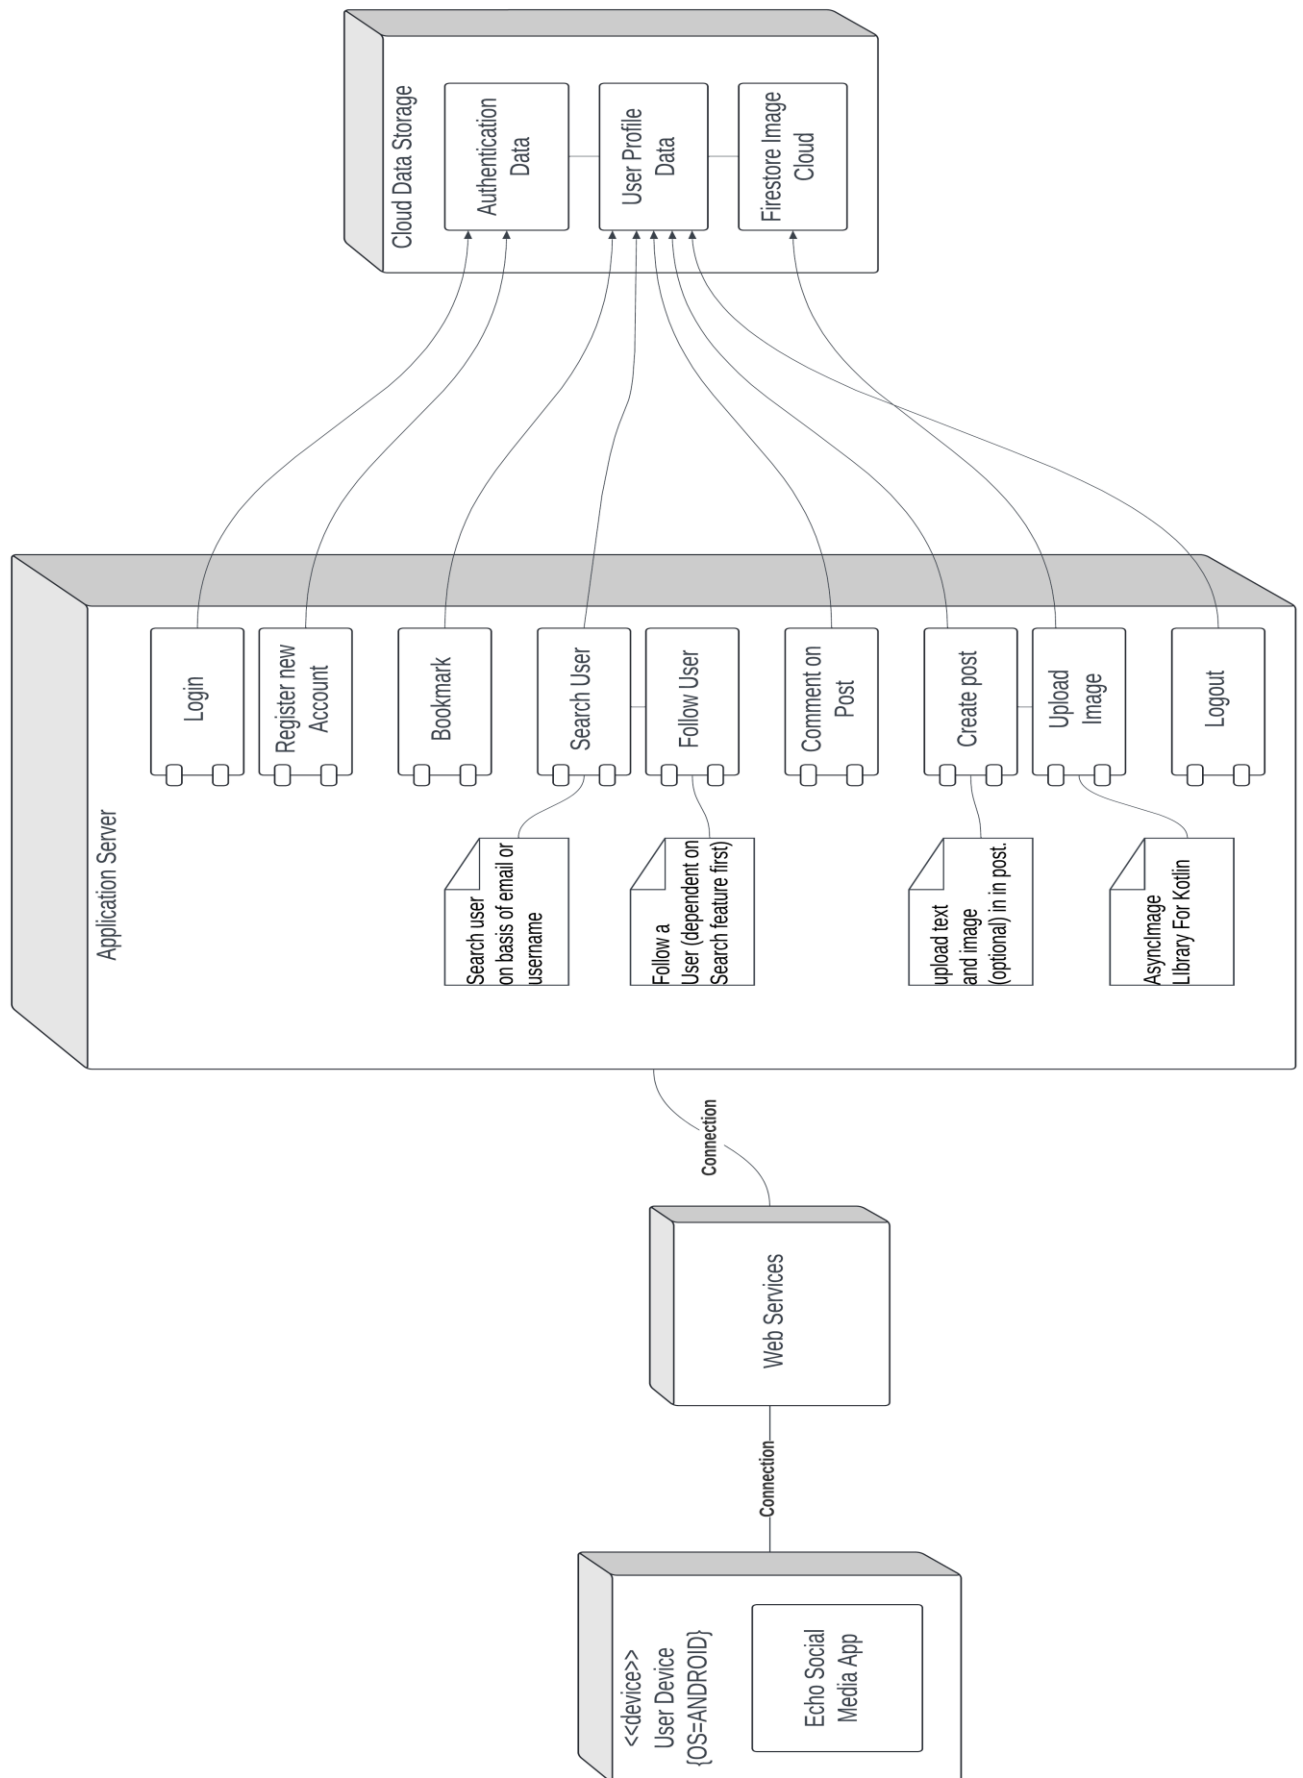 <<device>>
User Device
{OS=ANDROID}
Echo Social
Media App
Connection
Web Services
Connection
Application Server
Login
Register new
Account
Bookmark
Search User
Follow User
Comment on
Post
Create post
Upload
Image
Logout
Search user
on basis of email or
username
Follow a
User (dependent on
Search feature first)
upload text
and image
(optional) in in post.
AsyncImage
LIbrary For Kotlin
Cloud Data Storage
Authentication
Data
User Profile
Data
Firestore Image
Cloud